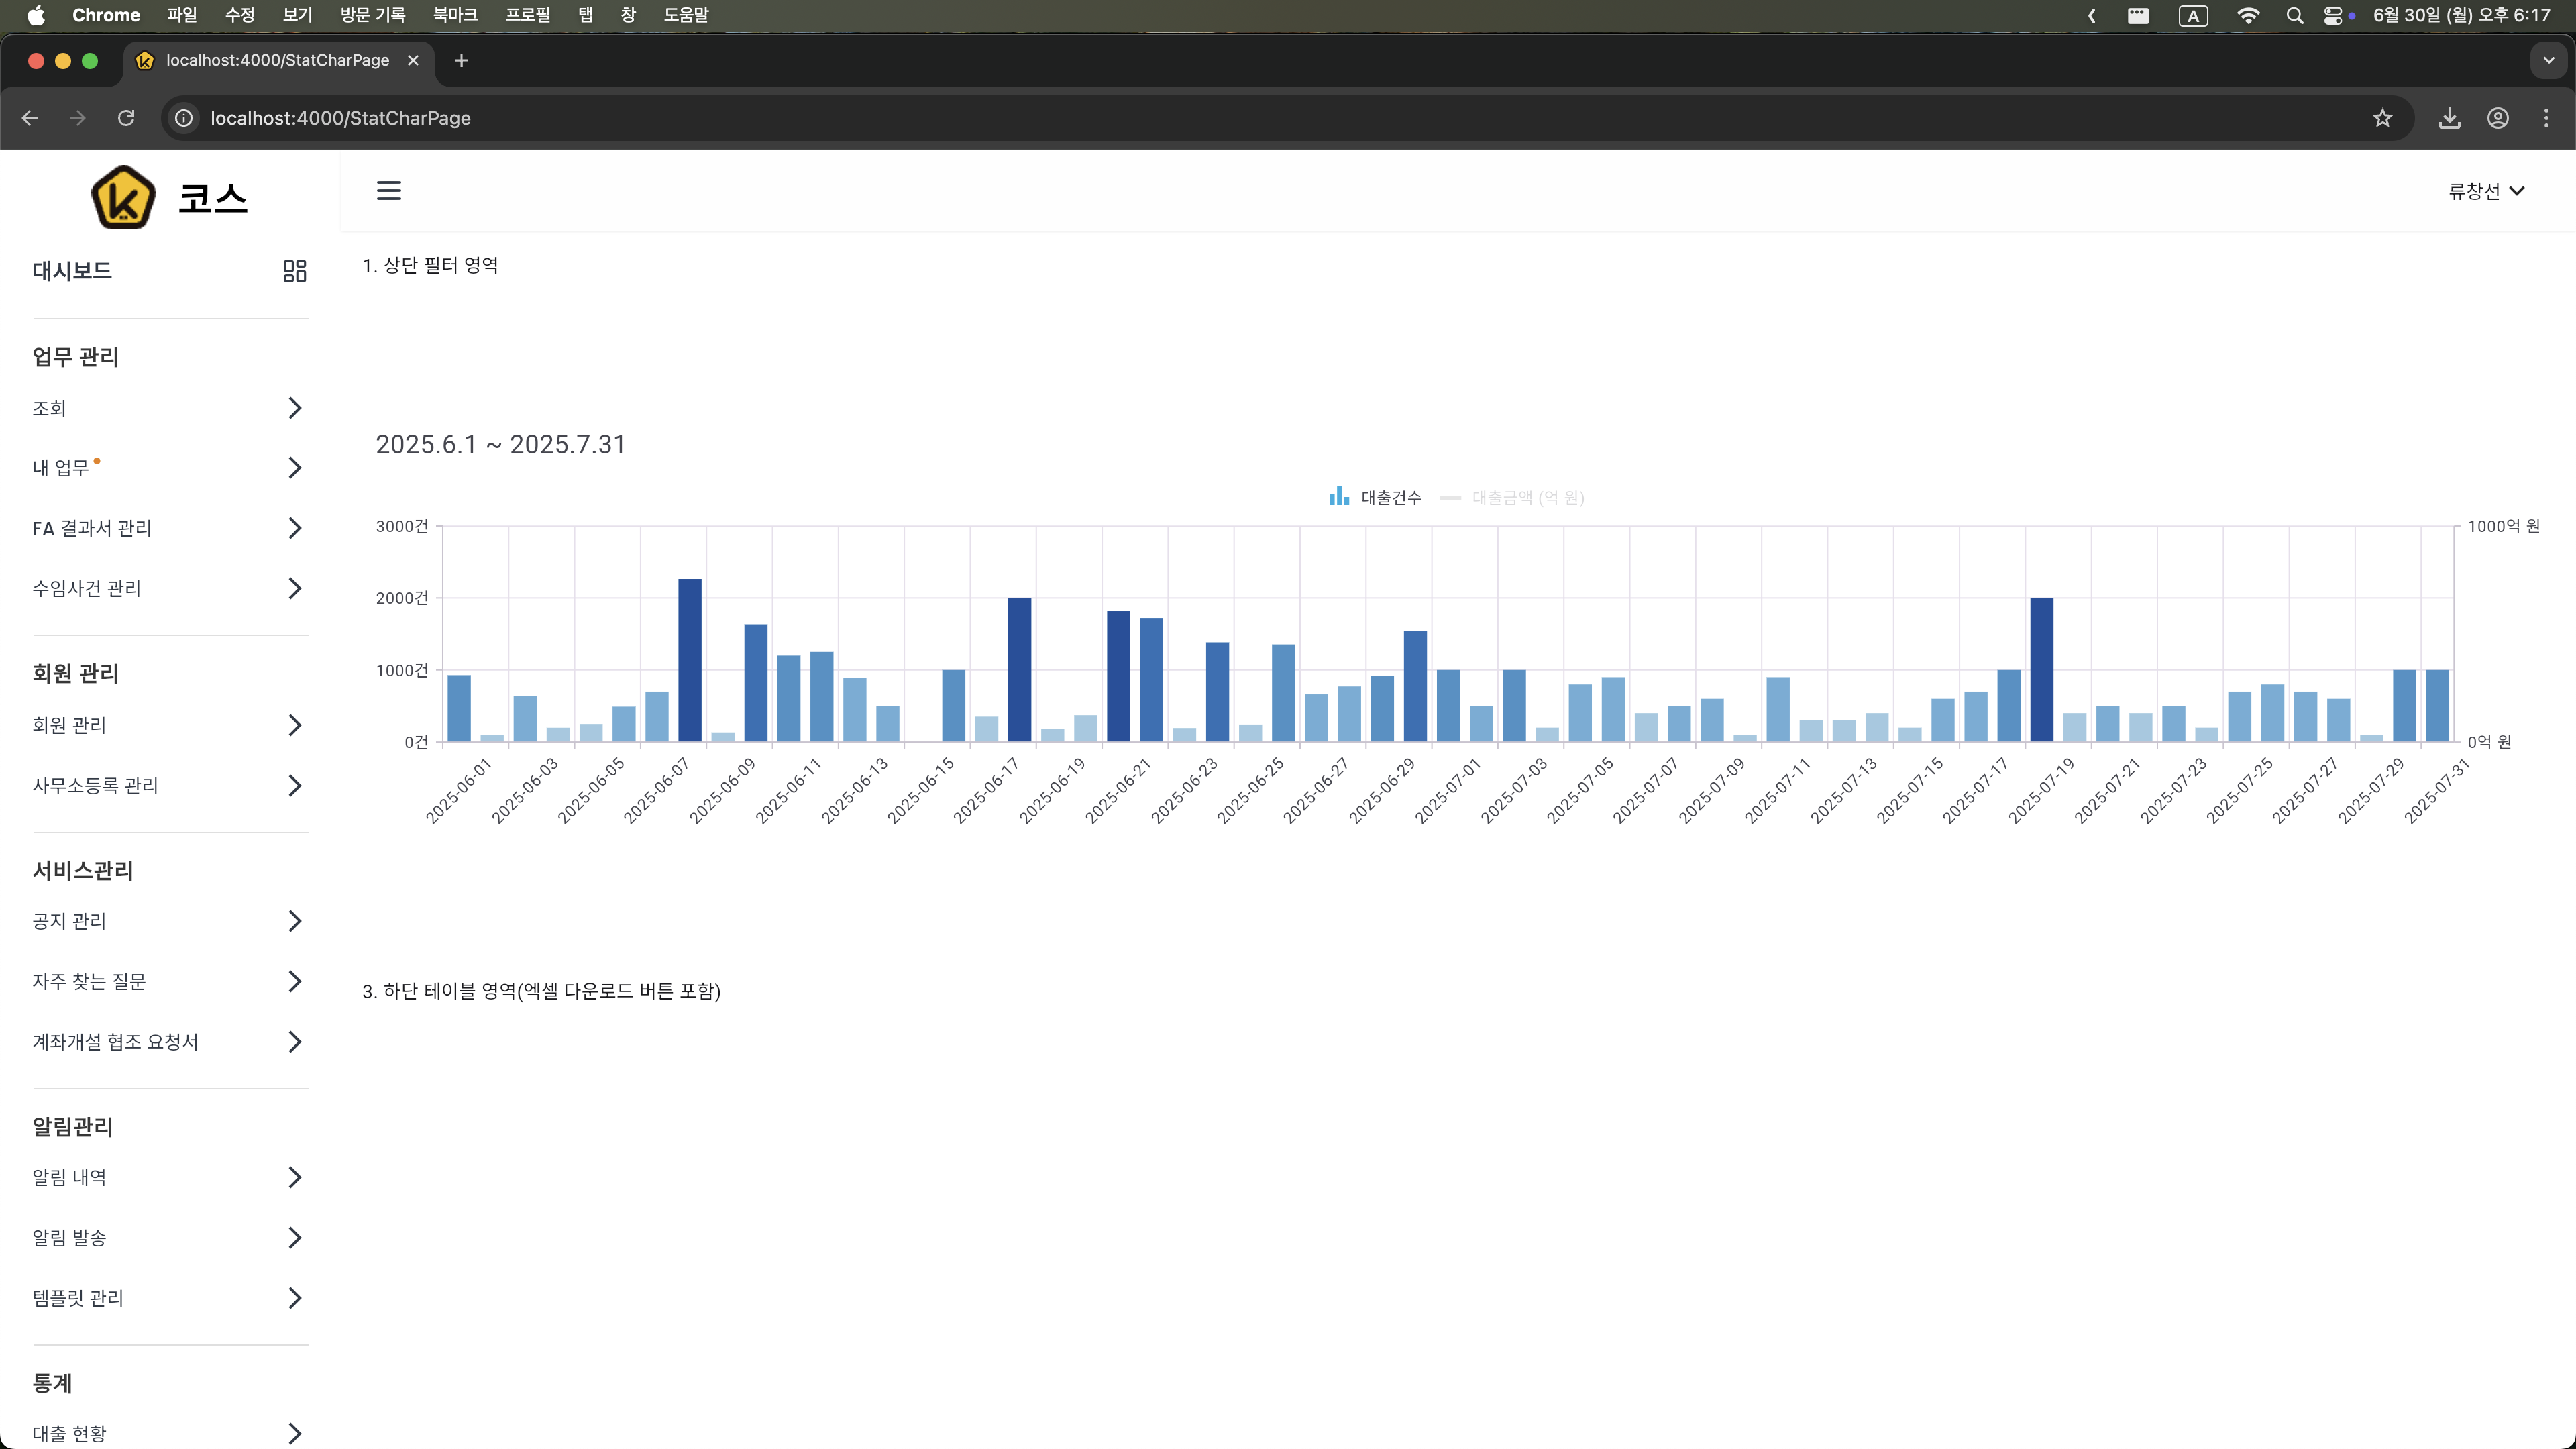 Chrome 파일 수정 보기 방문 기록 북마크 프로필 탭 창 도움말 A 6월 30일 (월) 오후 6:17
localhost:4000/StatCharPage
localhost:4000/StatCharPage
코스
류창선
대시보드
1. 상단 필터 영역
업무 관리
조회
내 업무
FA 결과서 관리
수임사건 관리
회원 관리
회원 관리
사무소등록 관리
서비스관리
공지 관리
자주 찾는 질문
계좌개설 협조 요청서
알림관리
알림 내역
알림 발송
템플릿 관리
통계
대출 현황
2025.6.1 ~ 2025.7.31
대출건수 대출금액 (억 원)
3000건
2000건
1000건
0건
1000억 원
0억 원
2025-06-01
2025-06-03
2025-06-05
2025-06-07
2025-06-09
2025-06-11
2025-06-13
2025-06-15
2025-06-17
2025-06-19
2025-06-21
2025-06-23
2025-06-25
2025-06-27
2025-06-29
2025-07-01
2025-07-03
2025-07-05
2025-07-07
2025-07-09
2025-07-11
2025-07-13
2025-07-15
2025-07-17
2025-07-19
2025-07-21
2025-07-23
2025-07-25
2025-07-27
2025-07-29
2025-07-31
3. 하단 테이블 영역(엑셀 다운로드 버튼 포함)